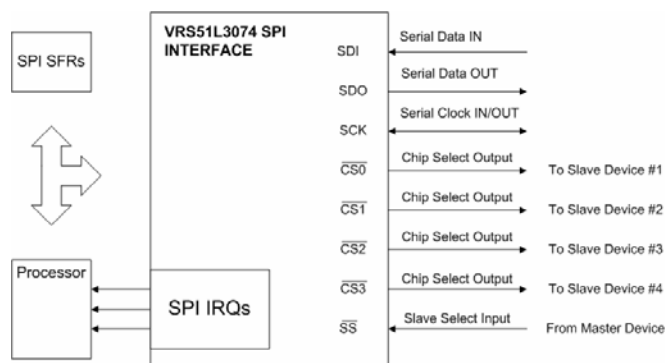 VRS51L3074 SPI
INTERFACE
SPI SFRs
Processor
SPI IRQs
SDI Serial Data IN
SDO Serial Data OUT
SCK Serial Clock IN/OUT
CS0 Chip Select Output To Slave Device #1
CS1 Chip Select Output To Slave Device #2
CS2 Chip Select Output To Slave Device #3
CS3 Chip Select Output To Slave Device #4
SS Slave Select Input From Master Device